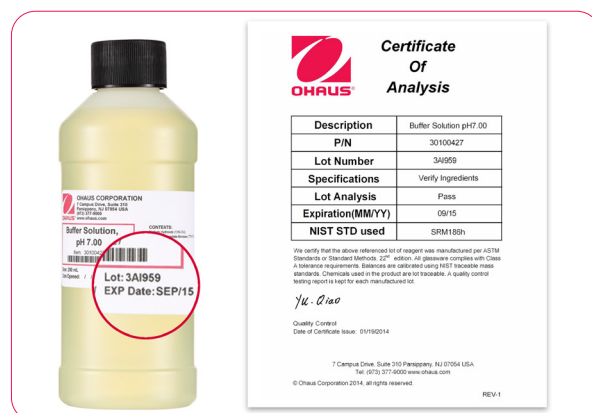 OHAUS CORPORATION
7 Campus Drive, Suite 310
Parsippany, NJ 07054 USA
(973) 377-9000
www.ohaus.com
Buffer Solution,
pH 7.00
Item 30100427
CONTENTS:
Lot: 3AI959
EXP Date:SEP/15
OHAUS®
Certificate
Of
Analysis
Description Buffer Solution pH7.00
P/N 30100427
Lot Number 3AI959
Specifications Verify Ingredients
Lot Analysis Pass
Expiration(MM/YY) 09/15
NIST STD used SRM186h
We certify that the above referenced lot of reagent was manufactured per ASTM
Standards or Standard Methods, 22nd edition. All glassware complies with Class
A tolerance requirements. Balances are calibrated using NIST traceable mass
standards. Chemicals used in the product are lot traceable. A quality control
testing report is kept for each manufactured lot.
Yu. Qiao
Quality Control
Date of Certificate Issue: 01/19/2014
7 Campus Drive, Suite 310 Parsippany, NJ 07054 USA
Tel: (973) 377-9000 www.ohaus.com
© Ohaus Corporation 2014, all rights reserved.
REV-1